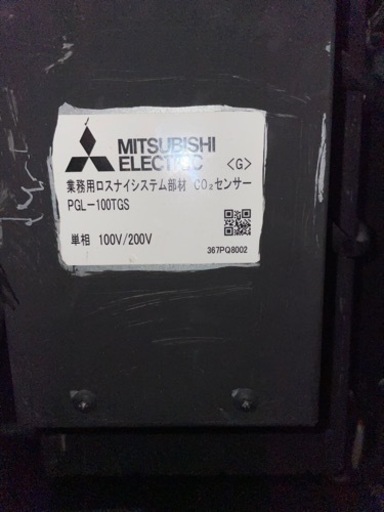 MITSUBISHI
ELECTRIC
<G>
業務用ロスナイシステム部材 CO₂センサー
PGL-100TGS
単相 100V/200V
367PQ8002